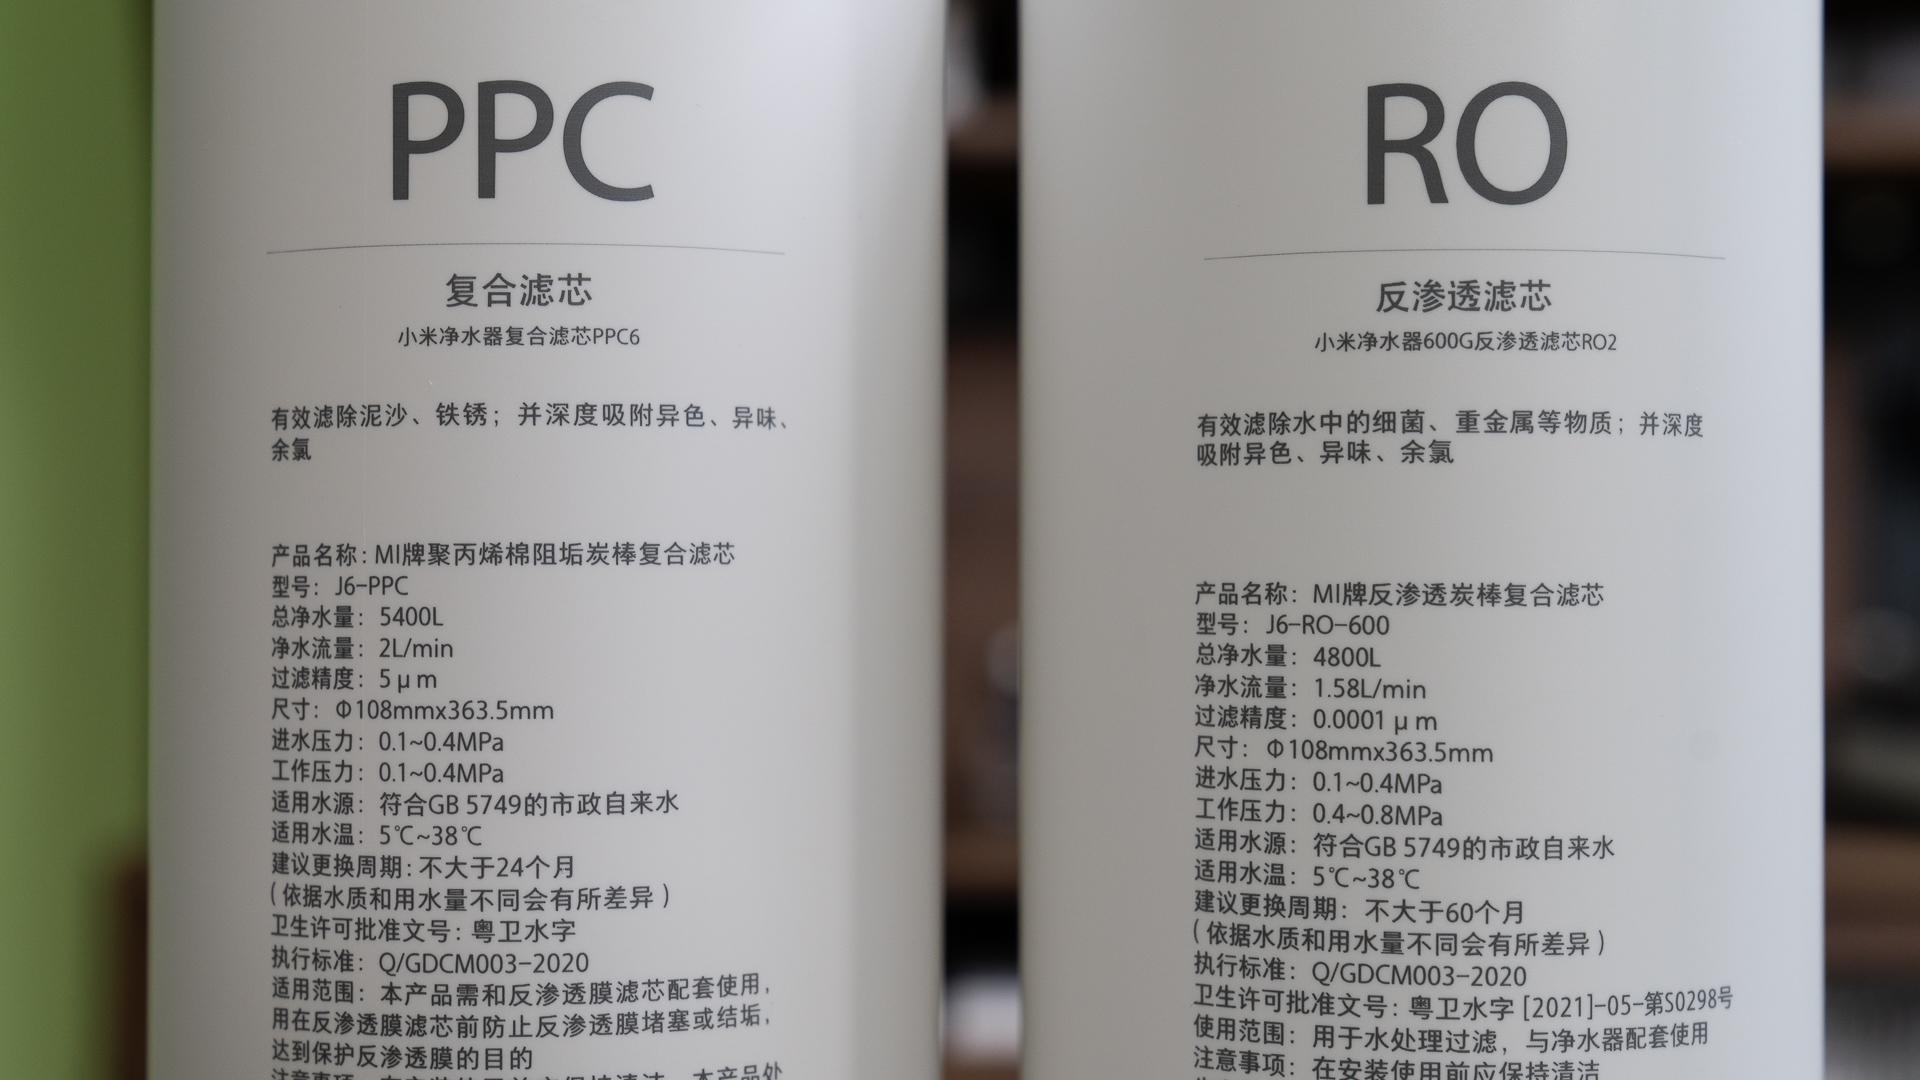 PPC
复合滤芯
小米净水器复合滤芯PPC6
有效滤除泥沙、铁锈；并深度吸附异色、异味、
余氯
产品名称：MI牌聚丙烯棉阻垢炭棒复合滤芯
型号：J6-PPC
总净水量：5400L
净水流量：2L/min
过滤精度：5μm
尺寸：Φ108mmx363.5mm
进水压力：0.1~0.4MPa
工作压力：0.1~0.4MPa
适用水源：符合GB 5749的市政自来水
适用水温：5℃~38℃
建议更换周期：不大于24个月
（依据水质和用水量不同会有所差异）
卫生许可批准文号：粤卫水字
执行标准：Q/GDCM003-2020
适用范围：本产品需和反渗透膜滤芯配套使用，
用在反渗透膜滤芯前防止反渗透膜堵塞或结垢，
达到保护反渗透膜的目的
RO
反渗透滤芯
小米净水器600G反渗透滤芯RO2
有效滤除水中的细菌、重金属等物质；并深度
吸附异色、异味、余氯
产品名称：MI牌反渗透炭棒复合滤芯
型号：J6-RO-600
总净水量：4800L
净水流量：1.58L/min
过滤精度：0.0001μm
尺寸：Φ108mmx363.5mm
进水压力：0.1~0.4MPa
工作压力：0.4~0.8MPa
适用水源：符合GB 5749的市政自来水
适用水温：5℃~38℃
建议更换周期：不大于60个月
（依据水质和用水量不同会有所差异）
执行标准：Q/GDCM003-2020
卫生许可批准文号：粤卫水字 [2021]-05-第S0298号
使用范围：用于水处理过滤，与净水器配套使用
注意事项：在安装使用前应保持清洁